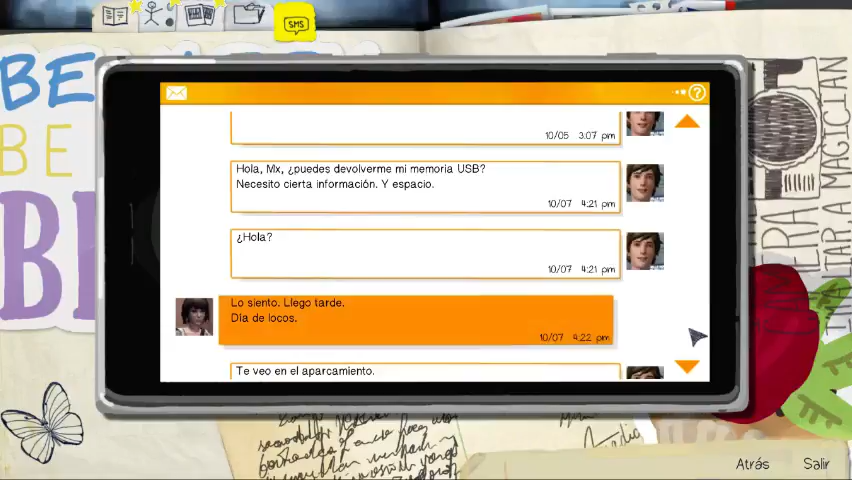 SMS
10/05 3:07 pm
Hola, Mx, ¿puedes devolverme mi memoria USB?
Necesito cierta información. Y espacio.
10/07 4:21 pm
¿Hola?
10/07 4:21 pm
Lo siento. Llego tarde.
Día de locos.
10/07 4:22 pm
Te veo en el aparcamiento.
BE
BE
Atrás
Salir